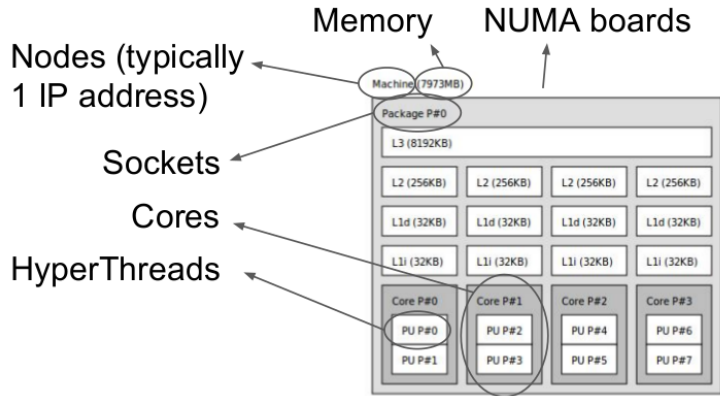 Memory
NUMA boards
Nodes (typically
1 IP address)
Machine (7973MB)
Package P#0
L3 (8192KB)
Sockets
L2 (256KB) L2 (256KB) L2 (256KB) L2 (256KB)
Cores
L1d (32KB) L1d (32KB) L1d (32KB) L1d (32KB)
HyperThreads
L1i (32KB) L1i (32KB) L1i (32KB) L1i (32KB)
Core P#0 Core P#1 Core P#2 Core P#3
PU P#0 PU P#2 PU P#4 PU P#6
PU P#1 PU P#3 PU P#5 PU P#7